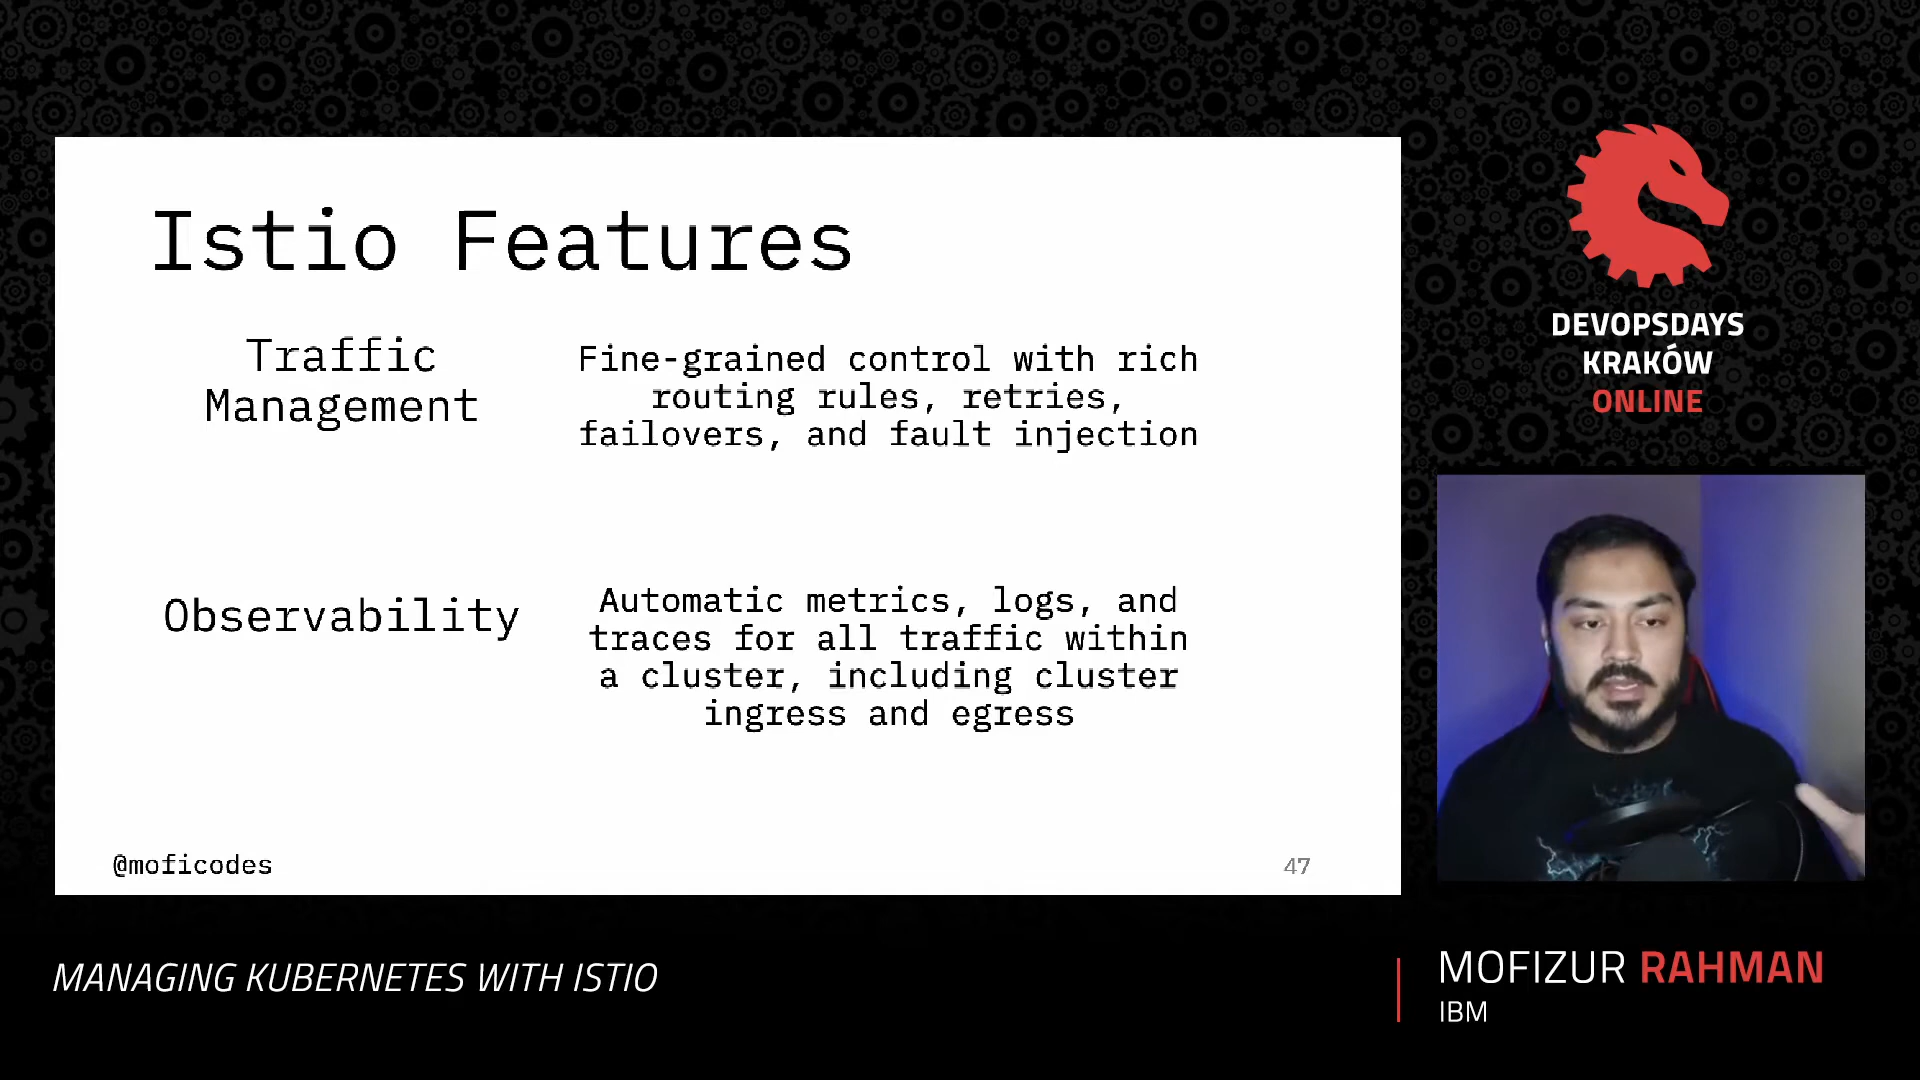 Istio Features
Traffic
Management
Fine-grained control with rich
routing rules, retries,
failovers, and fault injection
Observability
Automatic metrics, logs, and
traces for all traffic within
a cluster, including cluster
ingress and egress
@moficodes
47
DEVOPSDAYS
KRAKÓW
ONLINE
MANAGING KUBERNETES WITH ISTIO
MOFIZUR RAHMAN
IBM